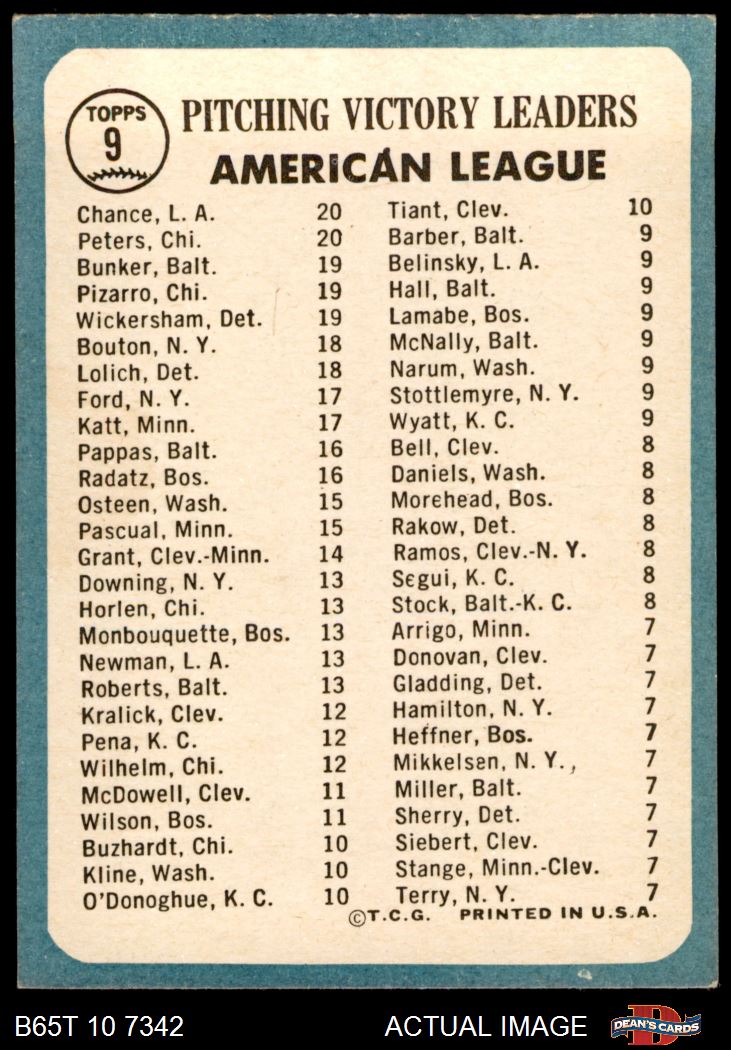 TOPPS
9
PITCHING VICTORY LEADERS
AMERICAN LEAGUE
Chance, L. A. 20
Peters, Chi. 20
Bunker, Balt. 19
Pizarro, Chi. 19
Wickersham, Det. 19
Bouton, N. Y. 18
Lolich, Det. 18
Ford, N. Y. 17
Katt, Minn. 17
Pappas, Balt. 16
Radatz, Bos. 16
Osteen, Wash. 15
Pascual, Minn. 15
Grant, Clev.-Minn. 14
Downing, N. Y. 13
Horlen, Chi. 13
Monbouquette, Bos. 13
Newman, L. A. 13
Roberts, Balt. 13
Kralick, Clev. 12
Pena, K. C. 12
Wilhelm, Chi. 12
McDowell, Clev. 11
Wilson, Bos. 11
Buzhardt, Chi. 10
Kline, Wash. 10
O'Donoghue, K. C. 10
Tiant, Clev. 10
Barber, Balt. 9
Belinsky, L. A. 9
Hall, Balt. 9
Lamabe, Bos. 9
McNally, Balt. 9
Narum, Wash. 9
Stottlemyre, N. Y. 9
Wyatt, K. C. 9
Bell, Clev. 8
Daniels, Wash. 8
Morehead, Bos. 8
Rakow, Det. 8
Ramos, Clev.-N. Y. 8
Segui, K. C. 8
Stock, Balt.-K. C. 8
Arrigo, Minn. 7
Donovan, Clev. 7
Gladding, Det. 7
Hamilton, N. Y. 7
Heffner, Bos. 7
Mikkelsen, N. Y. 7
Miller, Balt. 7
Sherry, Det. 7
Siebert, Clev. 7
Stange, Minn.-Clev. 7
Terry, N. Y. 7
©T.C.G. PRINTED IN U.S.A.
B65T 10 7342
ACTUAL IMAGE
DEAN'S CARDS